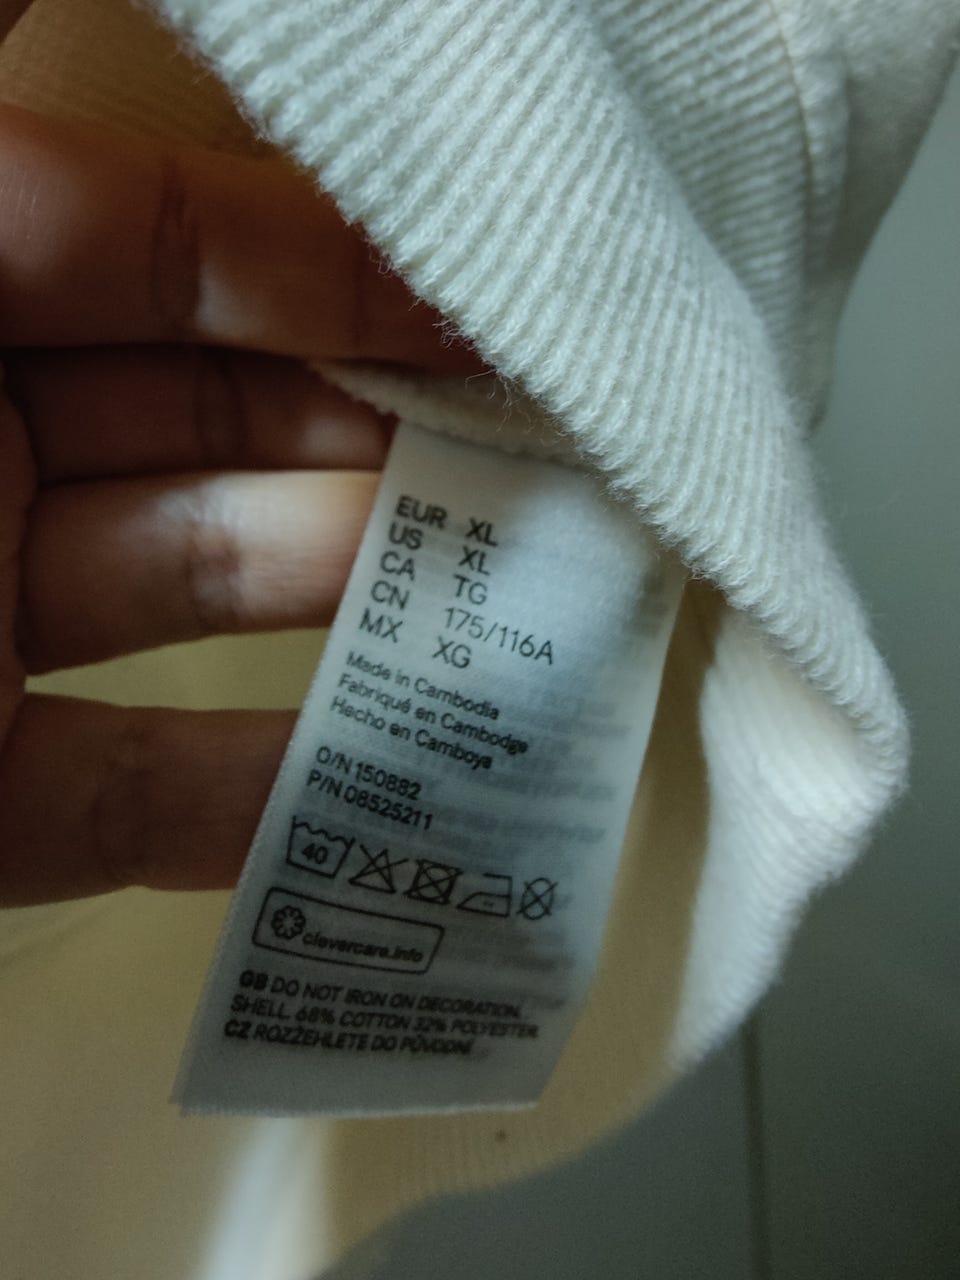 EUR XL
US XL
CA TG
CN 175/116A
MX XG
Made in Cambodia
Fabriqué en Cambodge
Hecho en Camboya
O/N 150882
P/N 08525211
40
clevercare.info
GB DO NOT IRON ON DECORATION.
SHELL. 68% COTTON 32% POLYESTER
CZ ROZŽEHLETE DO PŮVODNÍ